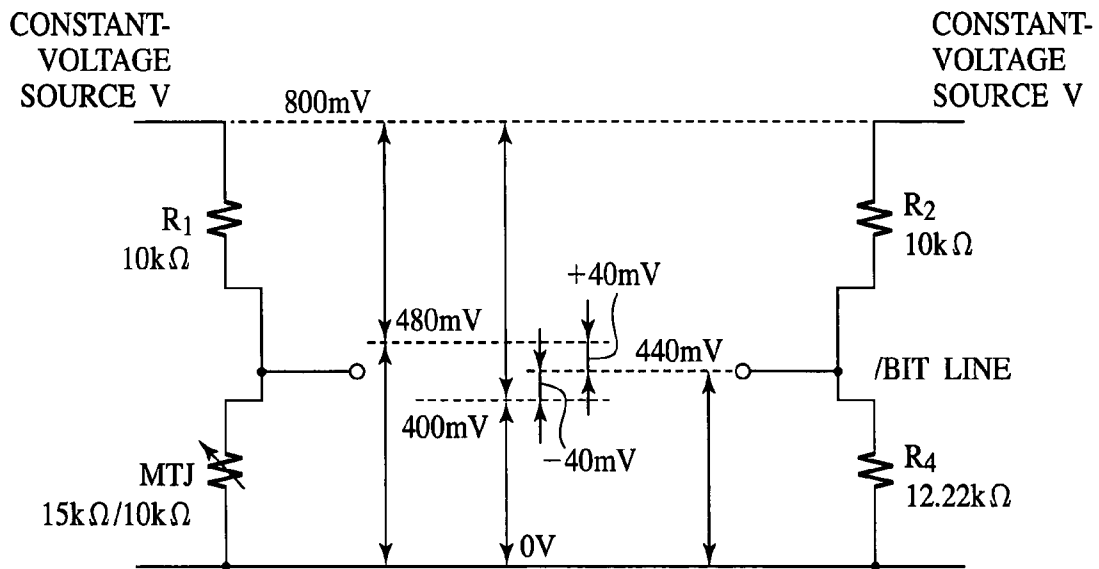 CONSTANT-
VOLTAGE
SOURCE V
CONSTANT-
VOLTAGE
SOURCE V
800mV
R1
10kΩ
R2
10kΩ
+40mV
480mV
440mV
/BIT LINE
400mV
−40mV
MTJ
15kΩ/10kΩ
R4
12.22kΩ
0V